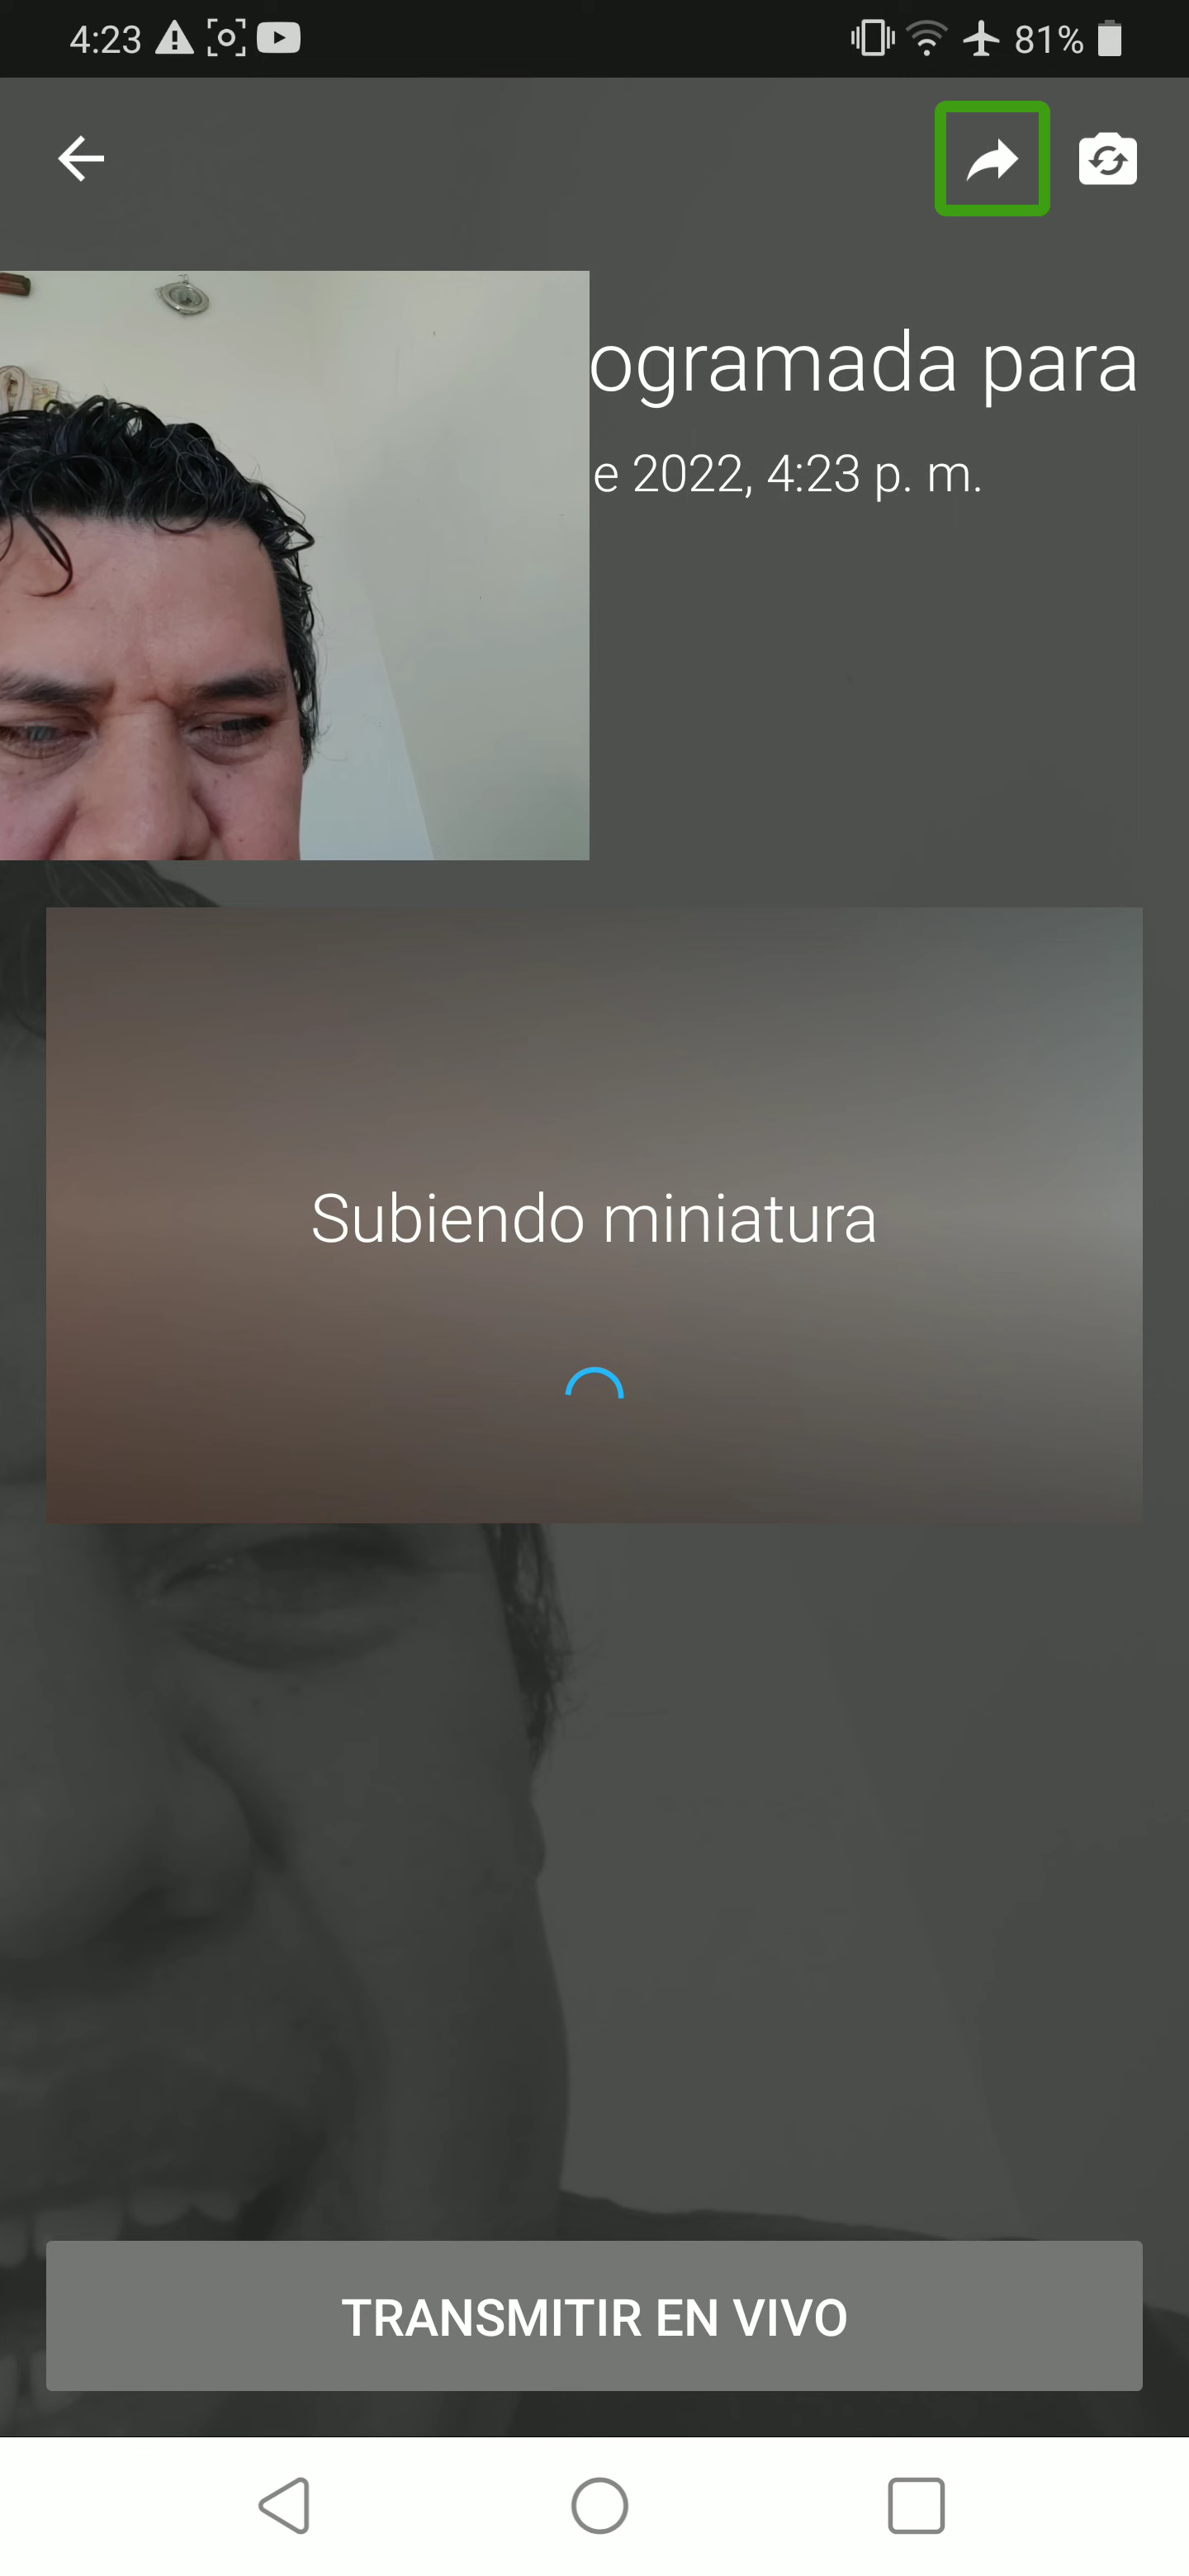 4:23
81%
ogramada para
e 2022, 4:23 p. m.
Subiendo miniatura
TRANSMITIR EN VIVO